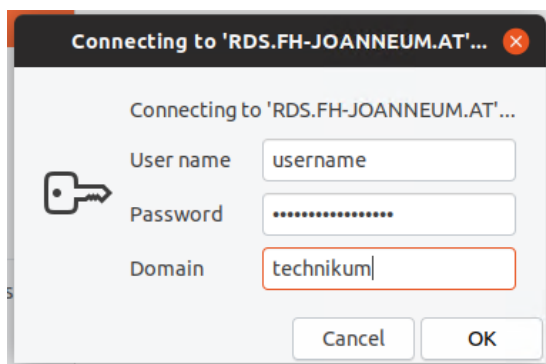 Connecting to 'RDS.FH-JOANNEUM.AT'...
Connecting to 'RDS.FH-JOANNEUM.AT'...
User name username
Password •••••••••••••••••
Domain technikum
s
Cancel OK